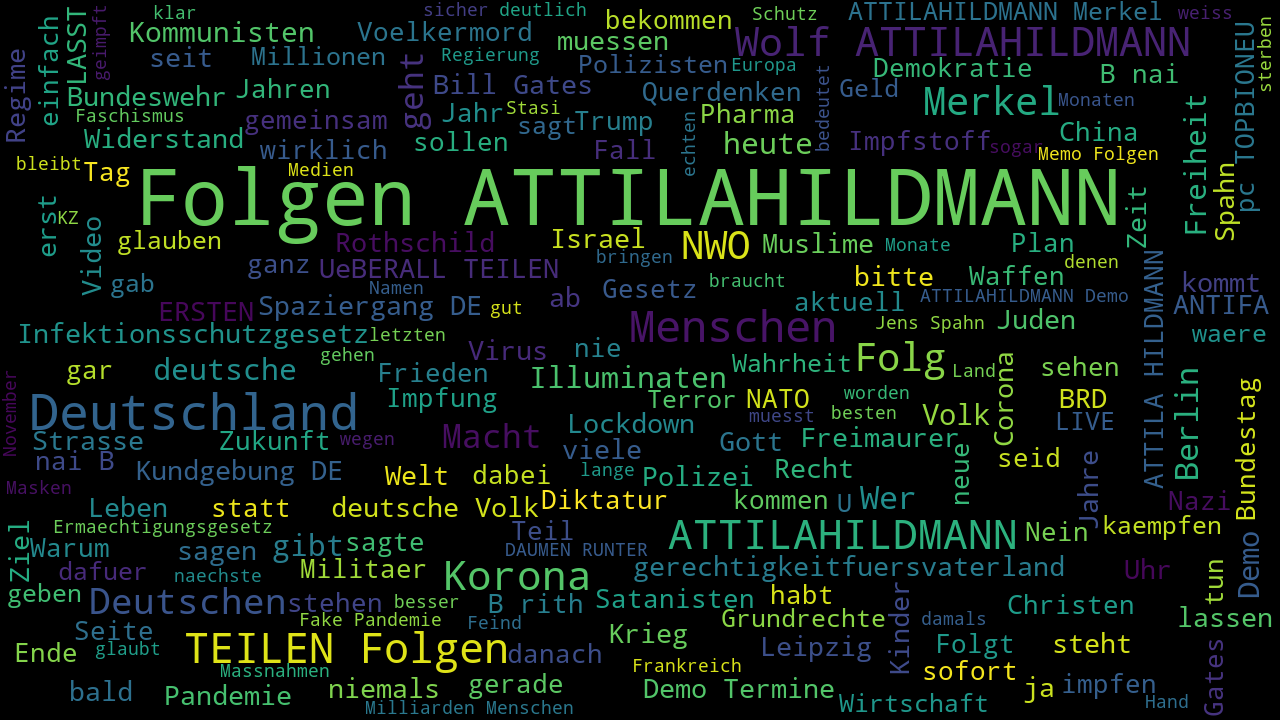 klar
sicher deutlich
Schutz
ATTILAHILDMANN Merkel
weiss
geimpft
LASST
einfach
Kommunisten
Voelkermord
bekommen
sterben
seit
Millionen
Regierung
muessen
Wolf ATTILAHILDMANN
Regime
Bundeswehr
Jahren
geht
Bill Gates
Polizisten
Europa
Demokratie
B nai
TOPBIONEU
Faschismus
gemeinsam
Jahr
Stasi
Querdenken
bedeutet
Geld
Merkel
Monaten
Widerstand
wirklich
sollen
sagt
Trump
Pharma
heute
Impfstoff
sogar
China
Freiheit
bleibt
Tag
Medien
Fall
echten
Memo Folgen
Spahn
pc
Folgen ATTILAHILDMANN
erst
KZ
Video
Zeit
glauben
Rothschild
Israel
NWO
Muslime
Monate
Plan
gab
ganz
UeBERALL TEILEN
bringen
Gesetz
braucht
bitte
Waffen
denen
kommt
Namen
ERSTEN
Spaziergang DE
gut
ab
aktuell
ATTILAHILDMANN Demo
ATTILA HILDMANN
ANTIFA
Infektionsschutzgesetz
letzten
Menschen
Jens Spahn
Juden
waere
gehen
Virus
nie
Wahrheit
Folg
Land
sehen
November
gar
deutsche
Frieden
Illuminaten
Corona
Deutschland
Impfung
Terror
NATO
worden
BRD
Berlin
Bundestag
muesst
besten
Volk
LIVE
Strasse
Zukunft
wegen
Macht
Lockdown
viele
Gott
Freimaurer
seid
nai B
Kundgebung DE
Welt
dabei
lange
Polizei
Recht
neue
Jahre
Masken
Leben
statt
deutsche Volk
Diktatur
kommen
U
Wer
Nazi
Ermaechtigungsgesetz
Teil
ATTILAHILDMANN
Nein
kaempfen
Ziel
Warum
sagen
gibt
sagte
DAUMEN RUNTER
Demo
dafuer
naechste
Militaer
Korona
gerechtigkeitfuersvaterland
Uhr
tun
geben
Deutschen
stehen
besser
B rith
Satanisten
habt
Kinder
Christen
lassen
Seite
Fake Pandemie
Feind
Krieg
Grundrechte
damals
Ende
glaubt
TEILEN Folgen
danach
Leipzig
Folgt
steht
Massnahmen
Frankreich
sofort
Gates
bald
Pandemie
niemals
gerade
Demo Termine
Wirtschaft
ja
impfen
Hand
Milliarden Menschen